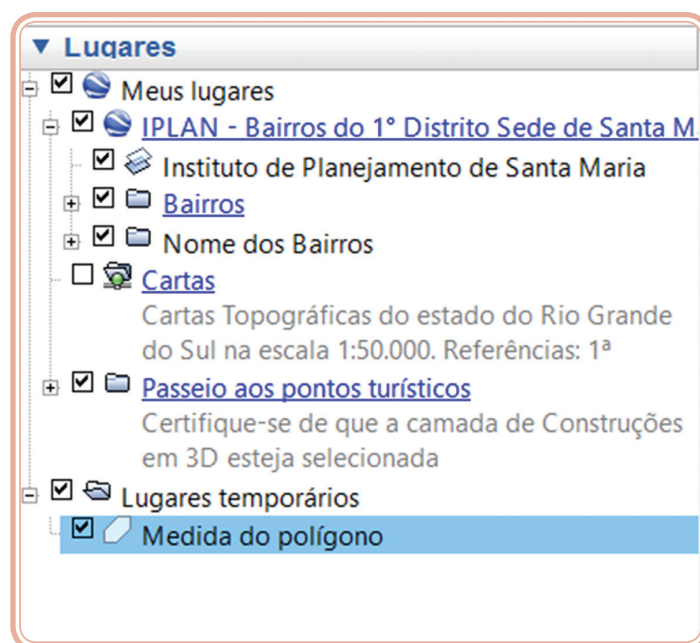 Lugares
Meus lugares
IPLAN - Bairros do 1° Distrito Sede de Santa M
Instituto de Planejamento de Santa Maria
Bairros
Nome dos Bairros
Cartas
Cartas Topográficas do estado do Rio Grande
do Sul na escala 1:50.000. Referências: 1ª
Passeio aos pontos turísticos
Certifique-se de que a camada de Construções
em 3D esteja selecionada
Lugares temporários
Medida do polígono